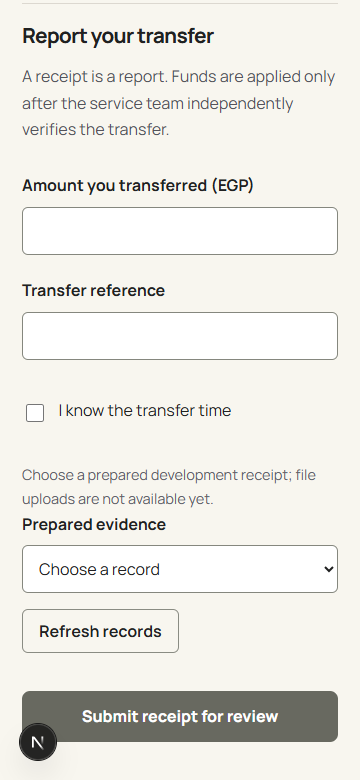 Report your transfer
A receipt is a report. Funds are applied only
after the service team independently
verifies the transfer.
Amount you transferred (EGP)
Transfer reference
I know the transfer time
Choose a prepared development receipt; file
uploads are not available yet.
Prepared evidence
Choose a record
Refresh records
Submit receipt for review
N